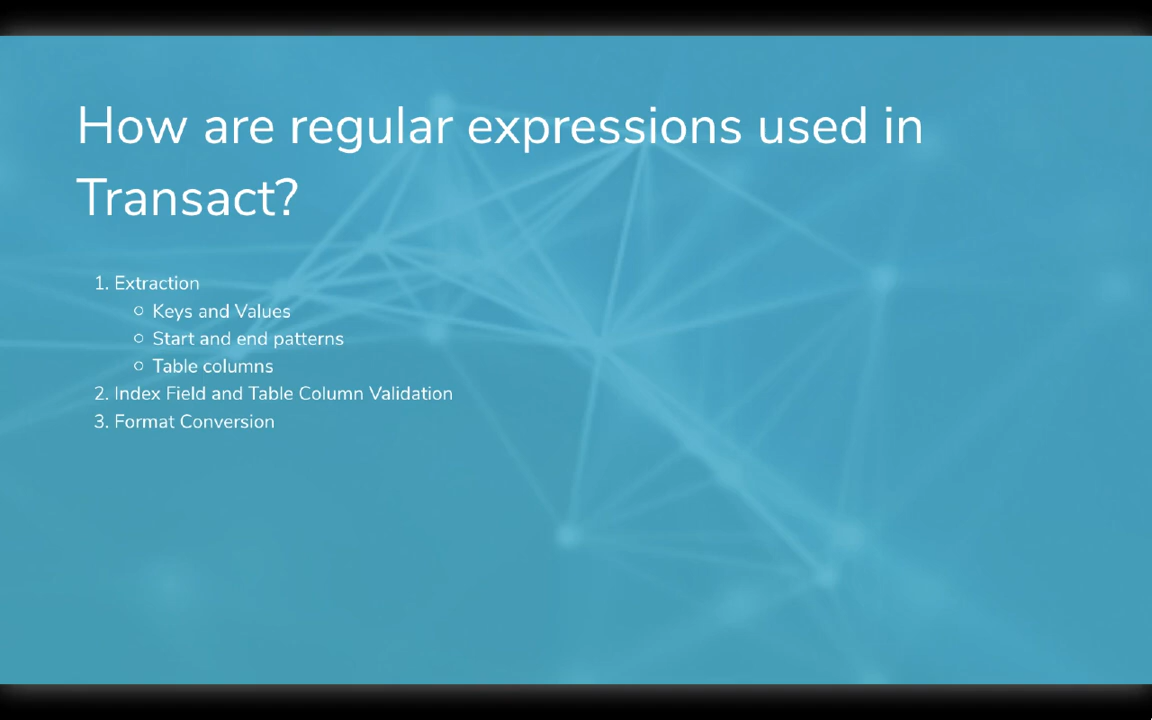 How are regular expressions used in
Transact?
1. Extraction
○ Keys and Values
○ Start and end patterns
○ Table columns
2. Index Field and Table Column Validation
3. Format Conversion